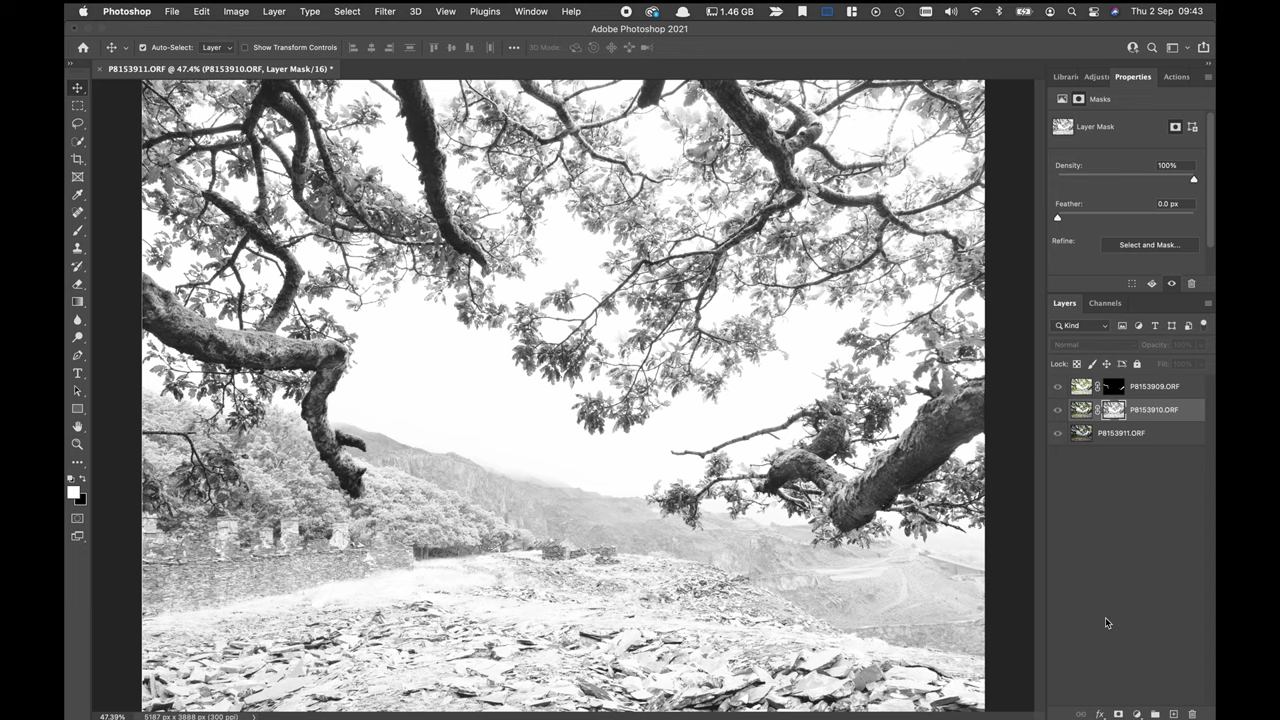 Photoshop File Edit Image Layer Type Select Filter 3D View Plugins Window Help 1.46 GB Thu 2 Sep 09:43
Adobe Photoshop 2021
Auto-Select: Layer Show Transform Controls 3D Mode:
P8153911.ORF @ 47.4% (P8153910.ORF, Layer Mask/16) *
Librari Adjust Properties Actions
Masks
Layer Mask
Density: 100%
Feather: 0.0 px
Refine: Select and Mask...
Layers Channels
Kind
Normal Opacity: 100%
Lock: Fill: 100%
P8153909.ORF
P8153910.ORF
P8153911.ORF
47.39% 5187 px x 3888 px (300 ppi)